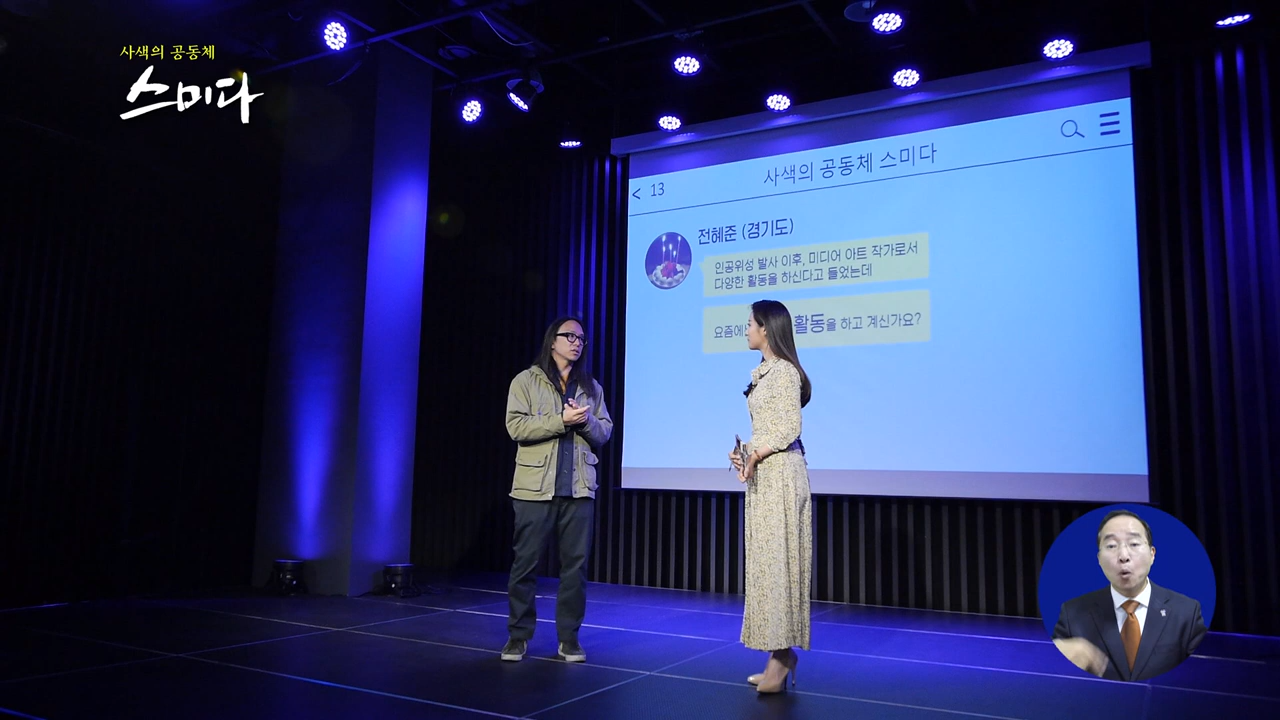 사색의 공동체
스미다
< 13
사색의 공동체 스미다
전혜준 (경기도)
인공위성 발사 이후, 미디어 아트 작가로서
다양한 활동을 하신다고 들었는데
활동을 하고 계신가요?